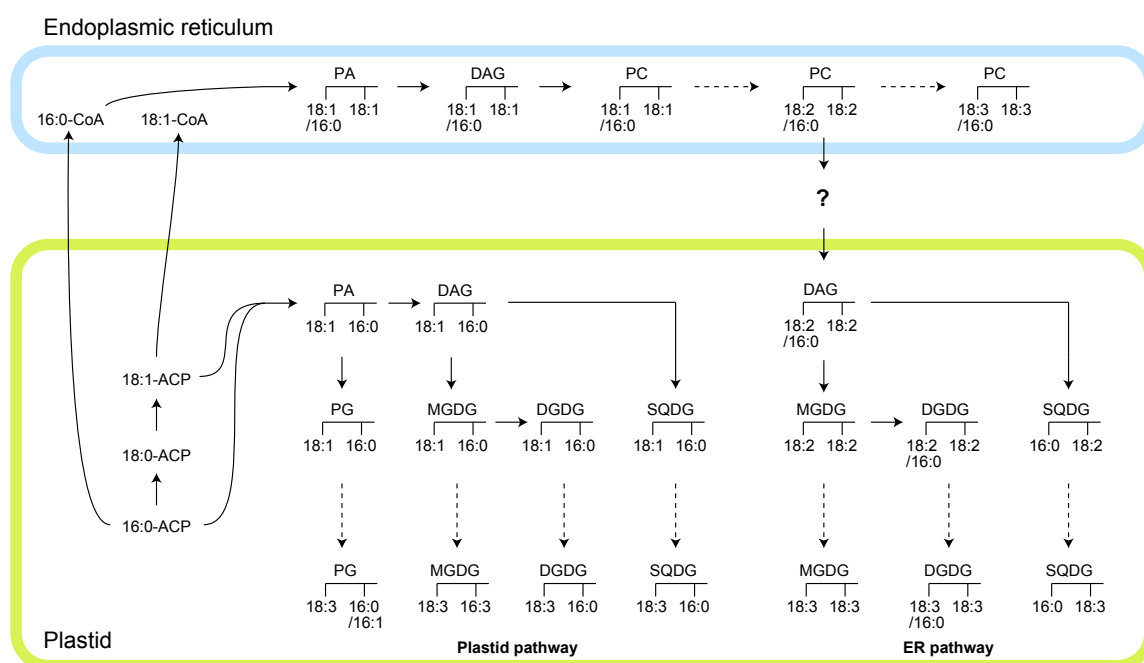 Endoplasmic reticulum
PA DAG PC PC PC
18:1 18:1 18:1 18:1 18:1 18:1 18:2 18:2 18:3 18:3
/16:0 /16:0 /16:0 /16:0 /16:0
16:0-CoA 18:1-CoA
?
PA DAG DAG
18:1 16:0 18:1 16:0 18:2 18:2
/16:0
18:1-ACP
PG MGDG DGDG SQDG MGDG DGDG SQDG
18:1 16:0 18:1 16:0 18:1 16:0 18:1 16:0 18:2 18:2 18:2 18:2 16:0 18:2
/16:0
18:0-ACP
16:0-ACP
PG MGDG DGDG SQDG MGDG DGDG SQDG
18:3 16:0 18:3 16:3 18:3 16:0 18:3 16:0 18:3 18:3 18:3 18:3 16:0 18:3
/16:1 /16:0
Plastid Plastid pathway ER pathway